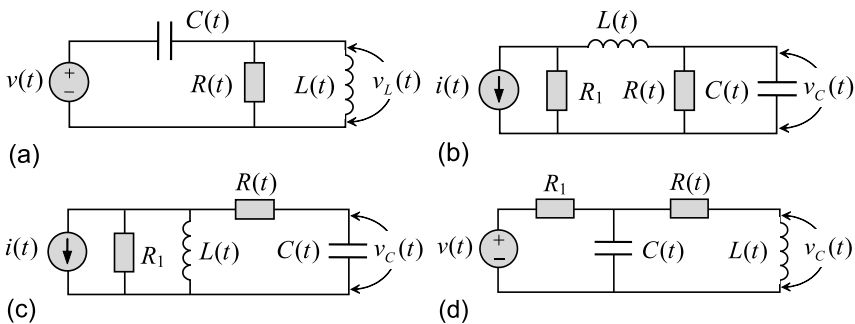 C(t)
v(t) + − R(t) L(t) v_L(t)
(a)
L(t)
i(t) R_1 R(t) C(t) v_C(t)
(b)
R(t)
i(t) R_1 L(t) C(t) v_C(t)
(c)
R_1 R(t)
v(t) + − C(t) L(t) v_C(t)
(d)